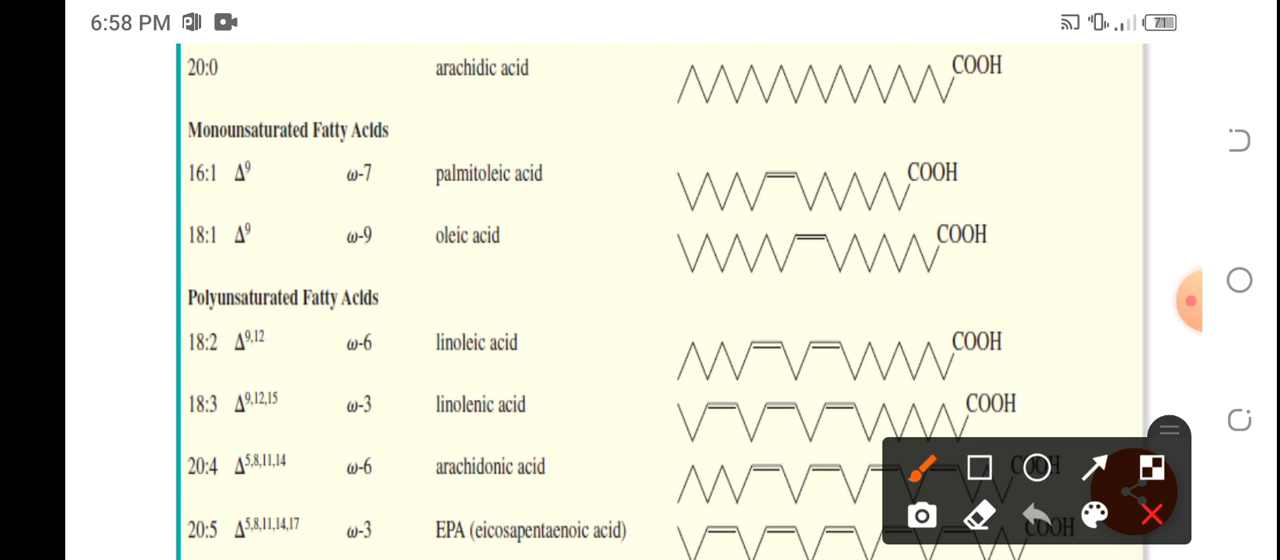 6:58 PM 71
20:0 arachidic acid COOH
Monounsaturated Fatty Acids
16:1 Δ⁹ ω-7 palmitoleic acid COOH
18:1 Δ⁹ ω-9 oleic acid COOH
Polyunsaturated Fatty Acids
18:2 Δ⁹,¹² ω-6 linoleic acid COOH
18:3 Δ⁹,¹²,¹⁵ ω-3 linolenic acid COOH
20:4 Δ⁵,⁸,¹¹,¹⁴ ω-6 arachidonic acid COOH
20:5 Δ⁵,⁸,¹¹,¹⁴,¹⁷ ω-3 EPA (eicosapentaenoic acid) COOH